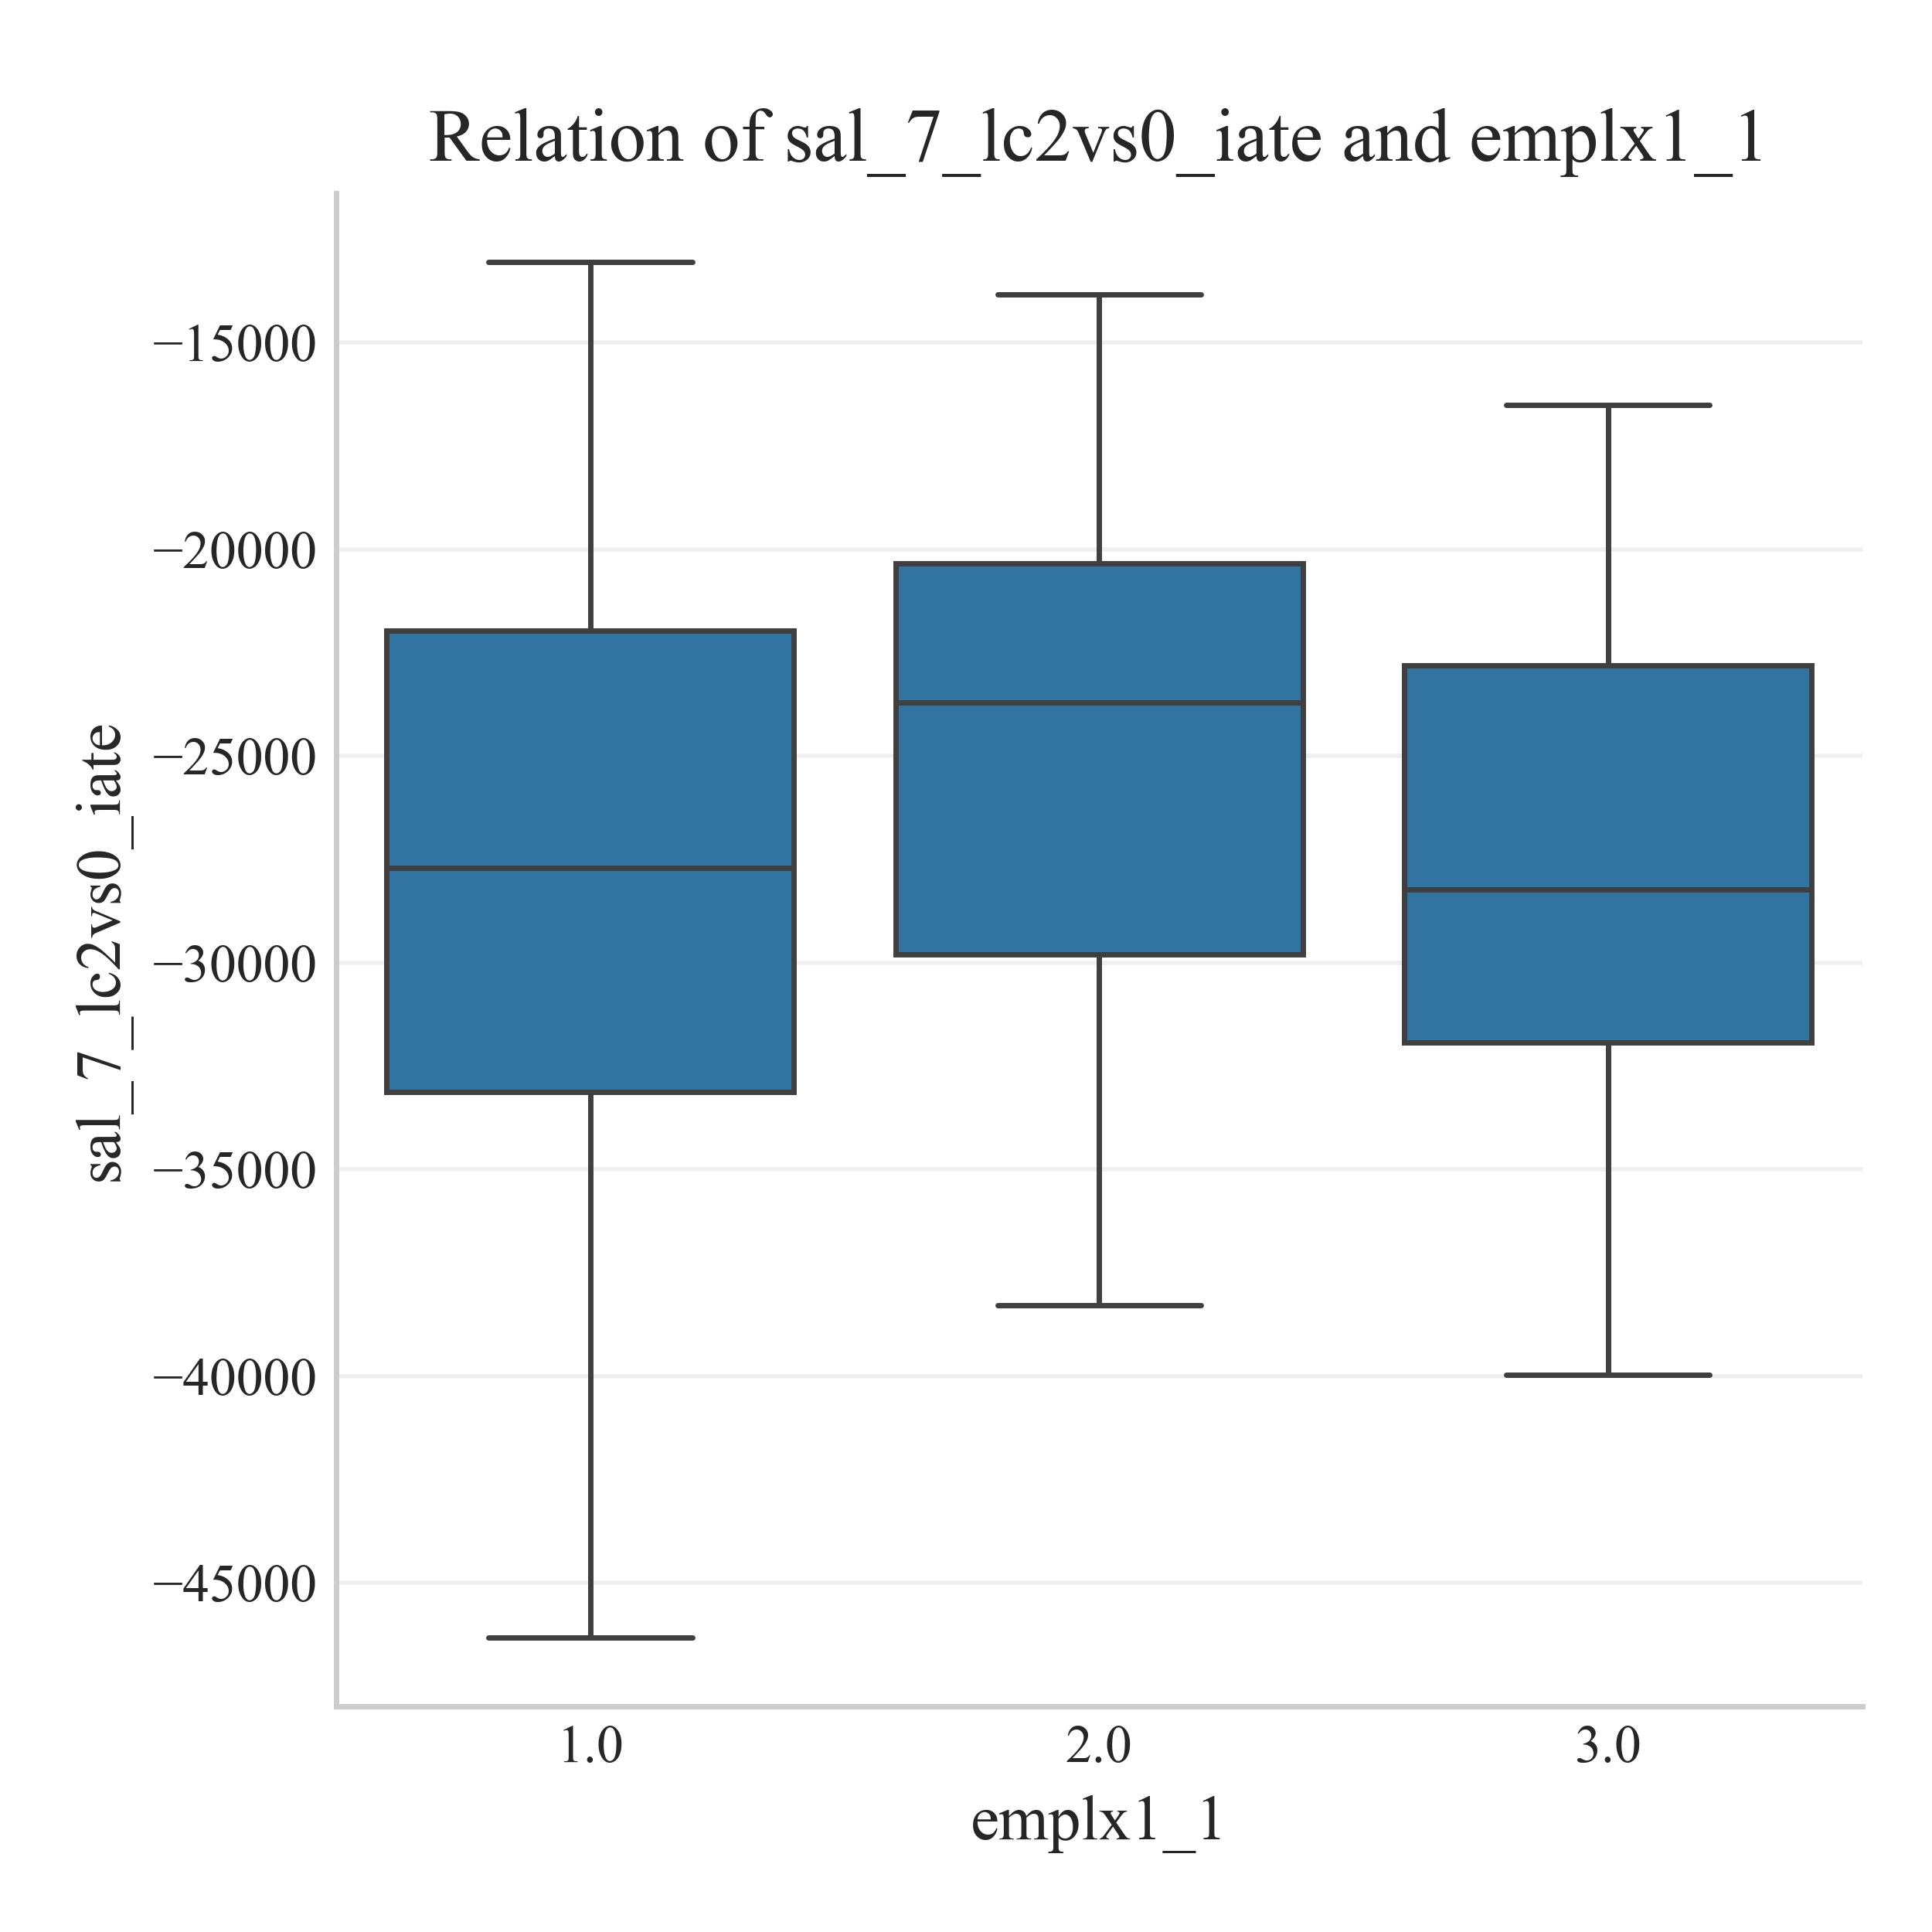 Relation of sal_7_lc2vs0_iate and emplx1_1
sal_7_lc2vs0_iate
−15000
−20000
−25000
−30000
−35000
−40000
−45000
1.0 2.0 3.0
emplx1_1